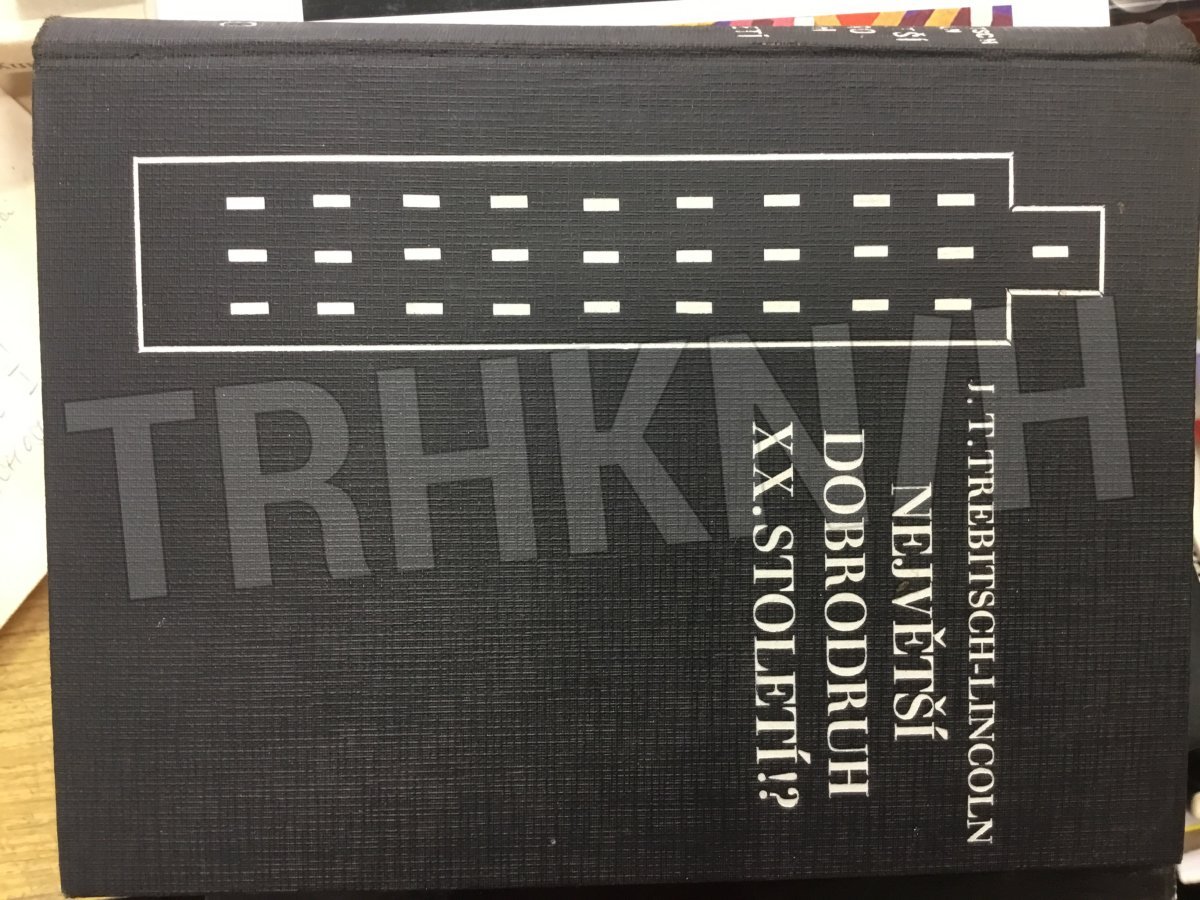 J. T. TREBITSCH-LINCOLN
NEJVĚTŠÍ
DOBRODRUH
XX. STOLETÍ!?
TRHKNIH